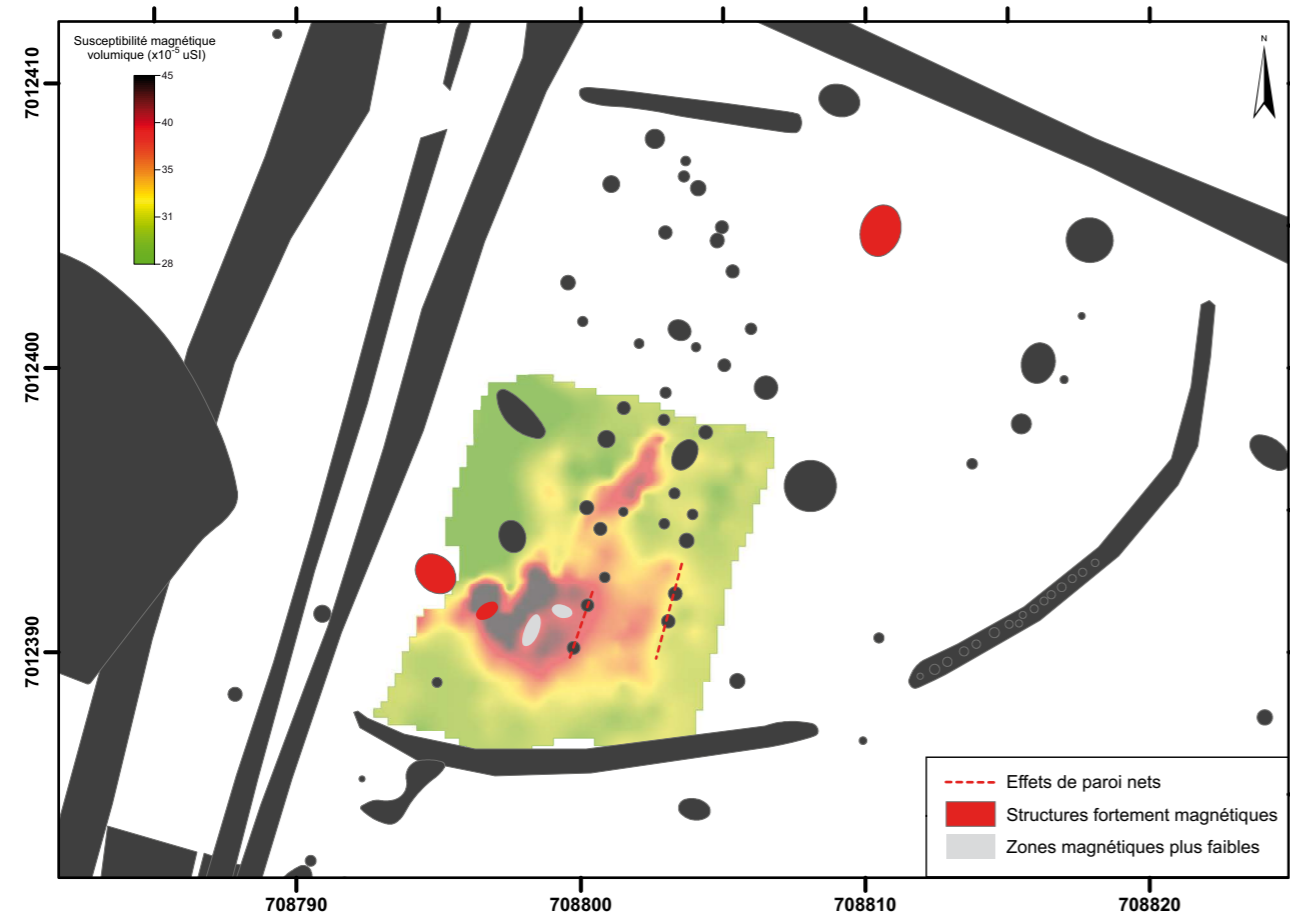 Susceptibilité magnétique
volumique (x10⁻⁵ uSI)
45
40
35
31
28
N
7012410
7012400
7012390
Effets de paroi nets
Structures fortement magnétiques
Zones magnétiques plus faibles
708790
708800
708810
708820